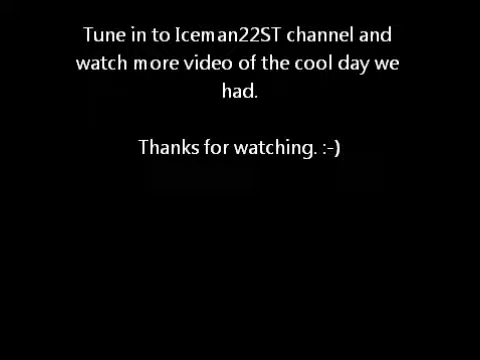 Tune in to Iceman22ST channel and
watch more video of the cool day we
had.
Thanks for watching. :-)